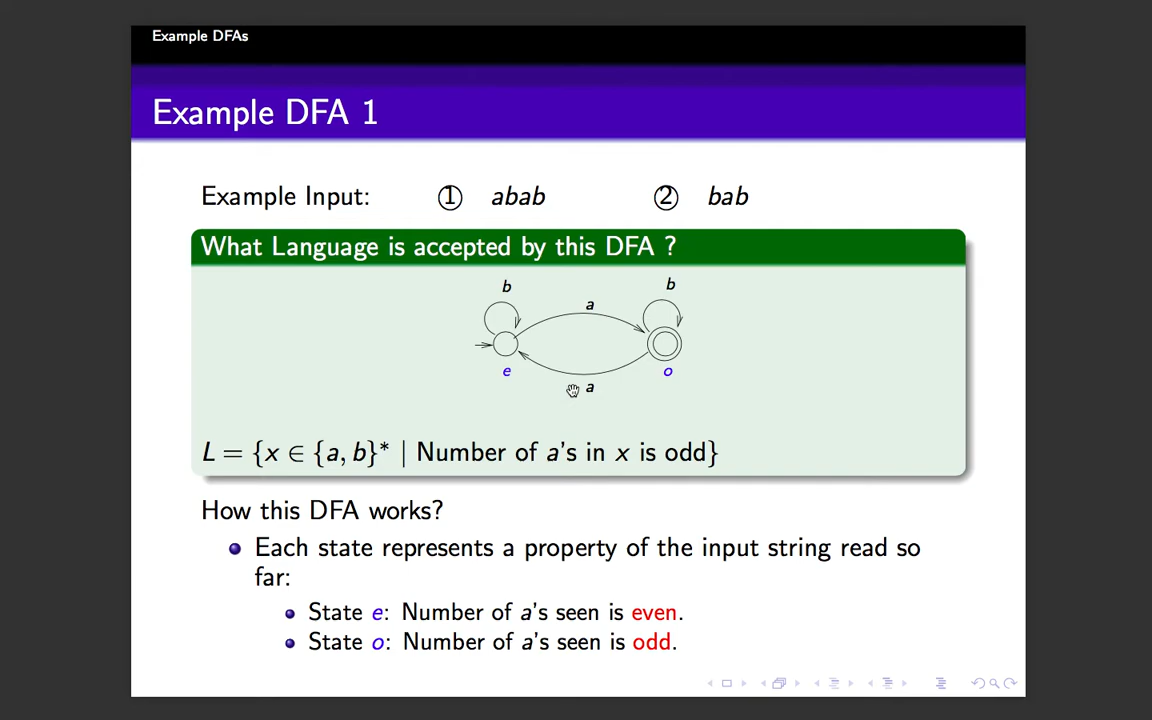 Example DFAs
Example DFA 1
Example Input: ① abab ② bab
What Language is accepted by this DFA ?
b b
a
e o
a
L = {x ∈ {a, b}* | Number of a's in x is odd}
How this DFA works?
Each state represents a property of the input string read so
far:
State e: Number of a's seen is even.
State o: Number of a's seen is odd.